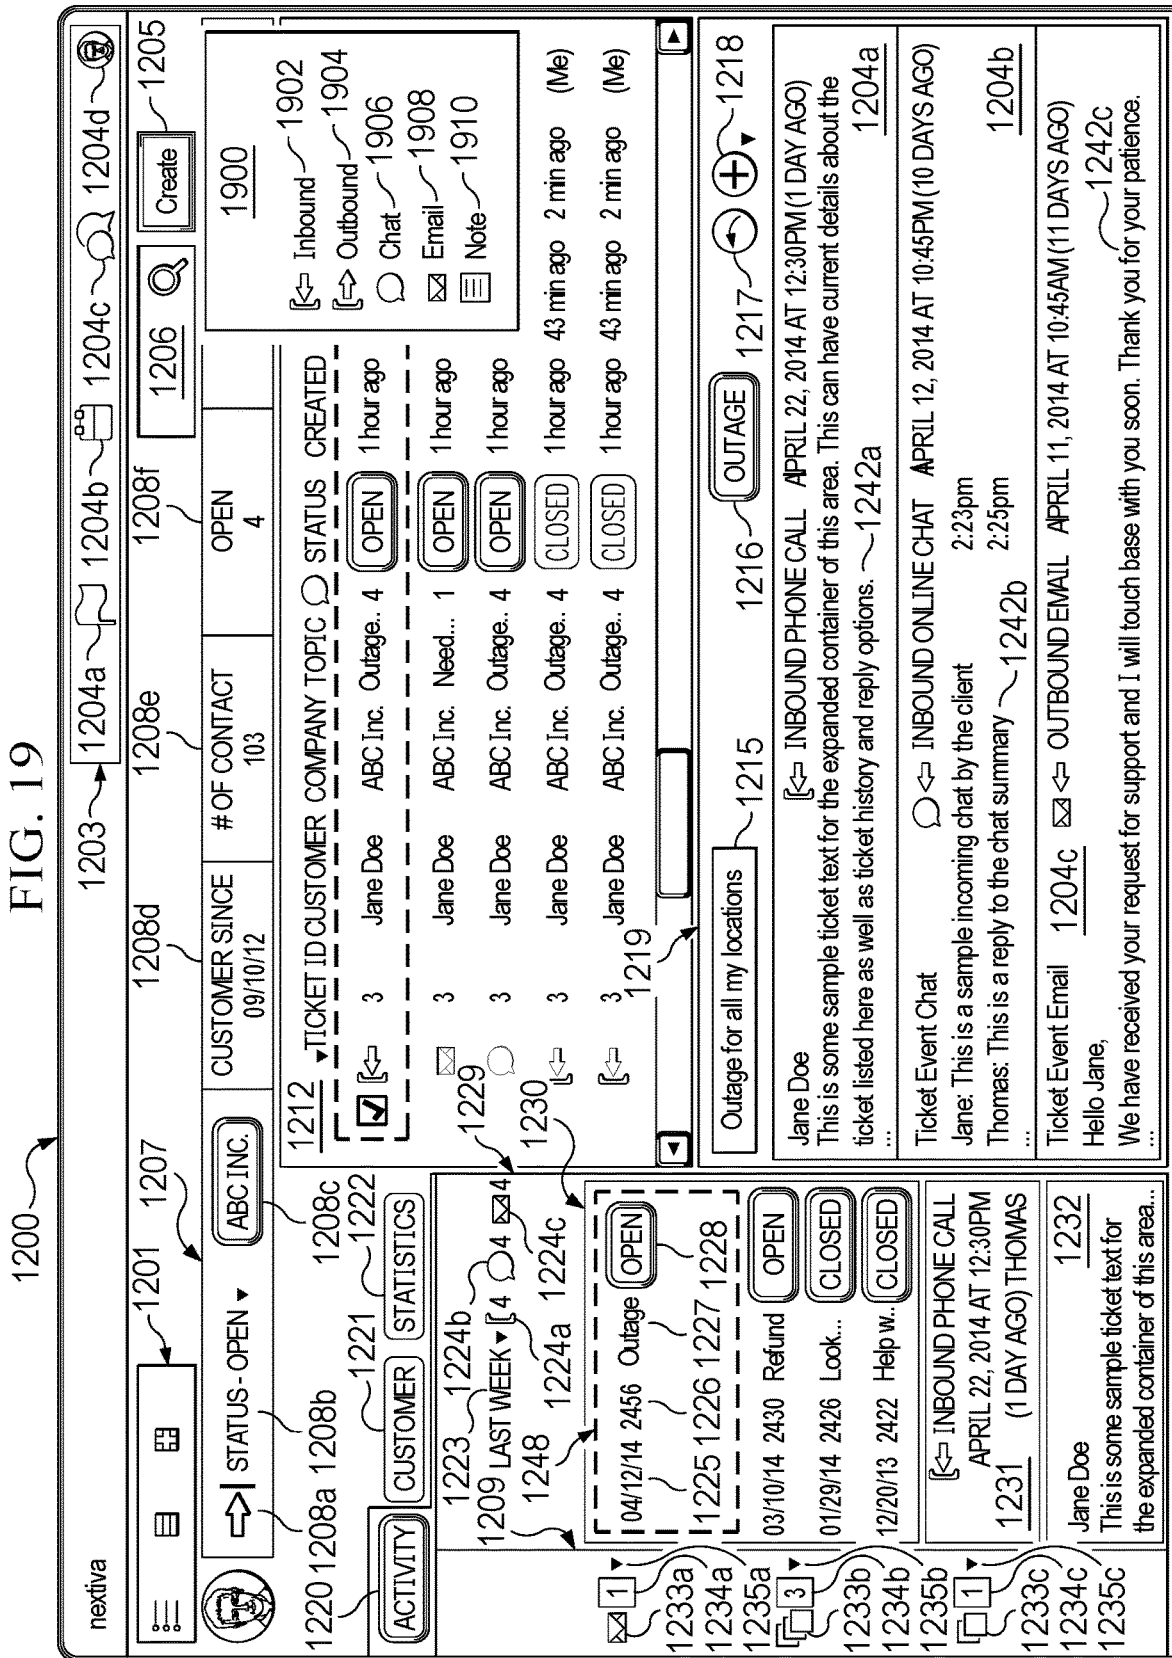 FIG. 19
1200
nextiva
1203
1204a
1204b
1204c
1204d
1201
1207
1208d
1208e
1208f
1206
Create
1205
1208a
STATUS - OPEN
1208b
ABC INC.
1208c
CUSTOMER SINCE
09/10/12
# OF CONTACT
103
OPEN
4
1900
Inbound
1902
Outbound
1904
Chat
1906
Email
1908
Note
1910
1220
ACTIVITY
1221
CUSTOMER
1222
STATISTICS
1212
TICKET ID CUSTOMER COMPANY TOPIC STATUS CREATED
3 Jane Doe ABC Inc. Outage.. 4 OPEN 1 hour ago
3 Jane Doe ABC Inc. Need... 1 OPEN 1 hour ago
3 Jane Doe ABC Inc. Outage.. 4 OPEN 1 hour ago
3 Jane Doe ABC Inc. Outage.. 4 CLOSED 1 hour ago 43 min ago 2 min ago (Me)
3 Jane Doe ABC Inc. Outage.. 4 CLOSED 1 hour ago 43 min ago 2 min ago (Me)
1209
1223
LAST WEEK
4
4
4
1224a
1224b
1224c
1229
1230
1248
04/12/14 2456 Outage OPEN
1225
1226
1227
1228
03/10/14 2430 Refund OPEN
01/29/14 2426 Look... CLOSED
12/20/13 2422 Help w.. CLOSED
INBOUND PHONE CALL
APRIL 22, 2014 AT 12:30PM
(1 DAY AGO) THOMAS
1231
Jane Doe
1232
This is some sample ticket text for
the expanded container of this area...
1
1233a
1234a
1235a
3
1233b
1234b
1235b
1
1233c
1234c
1235c
1219
Outage for all my locations
1215
1216
OUTAGE
1217
1218
INBOUND PHONE CALL APRIL 22, 2014 AT 12:30PM (1 DAY AGO)
Jane Doe
This is some sample ticket text for the expanded container of this area. This can have current details about the
ticket listed here as well as ticket history and reply options.
1242a
1204a
INBOUND ONLINE CHAT APRIL 12, 2014 AT 10:45PM (10 DAYS AGO)
Ticket Event Chat
Jane: This is a sample incoming chat by the client 2:23pm
Thomas: This is a reply to the chat summary 2:25pm
...
1242b
1204b
Ticket Event Email 1204c OUTBOUND EMAIL APRIL 11, 2014 AT 10:45AM (11 DAYS AGO)
Hello Jane,
1242c
We have received your request for support and I will touch base with you soon. Thank you for your patience.
...